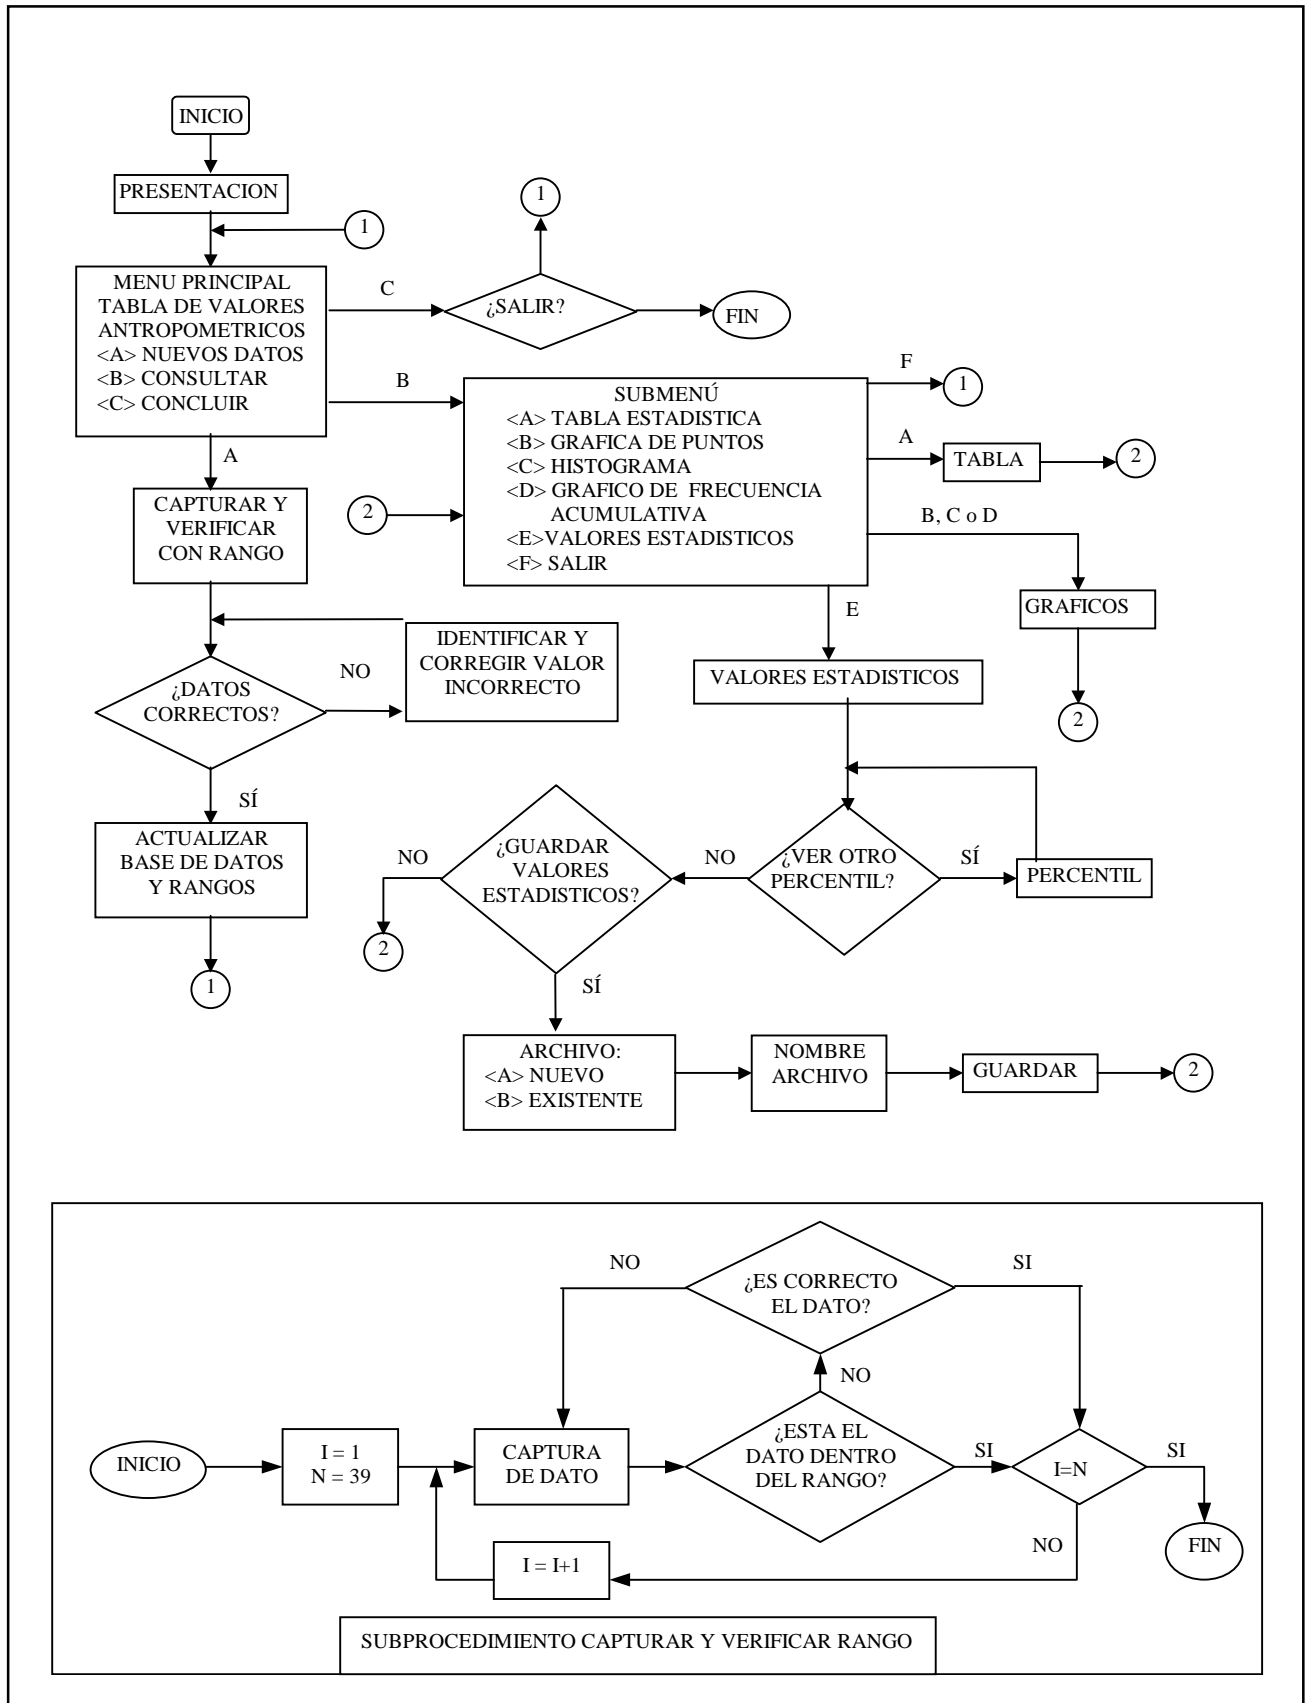 INICIO
PRESENTACION
1
1
MENU PRINCIPAL
TABLA DE VALORES
ANTROPOMETRICOS
<A> NUEVOS DATOS
<B> CONSULTAR
<C> CONCLUIR
C
¿SALIR?
FIN
B
SUBMENÚ
<A> TABLA ESTADISTICA
<B> GRAFICA DE PUNTOS
<C> HISTOGRAMA
<D> GRAFICO DE FRECUENCIA
ACUMULATIVA
<E>VALORES ESTADISTICOS
<F> SALIR
F
1
A
TABLA
2
B, C o D
GRAFICOS
2
2
A
CAPTURAR Y
VERIFICAR
CON RANGO
E
IDENTIFICAR Y
CORREGIR VALOR
INCORRECTO
NO
¿DATOS
CORRECTOS?
VALORES ESTADISTICOS
SÍ
ACTUALIZAR
BASE DE DATOS
Y RANGOS
1
NO
¿GUARDAR
VALORES
ESTADISTICOS?
NO
¿VER OTRO
PERCENTIL?
SÍ
PERCENTIL
2
SÍ
ARCHIVO:
<A> NUEVO
<B> EXISTENTE
NOMBRE
ARCHIVO
GUARDAR
2
NO
¿ES CORRECTO
EL DATO?
SI
NO
INICIO
I = 1
N = 39
CAPTURA
DE DATO
¿ESTA EL
DATO DENTRO
DEL RANGO?
SI
I=N
SI
NO
FIN
I = I+1
SUBPROCEDIMIENTO CAPTURAR Y VERIFICAR RANGO